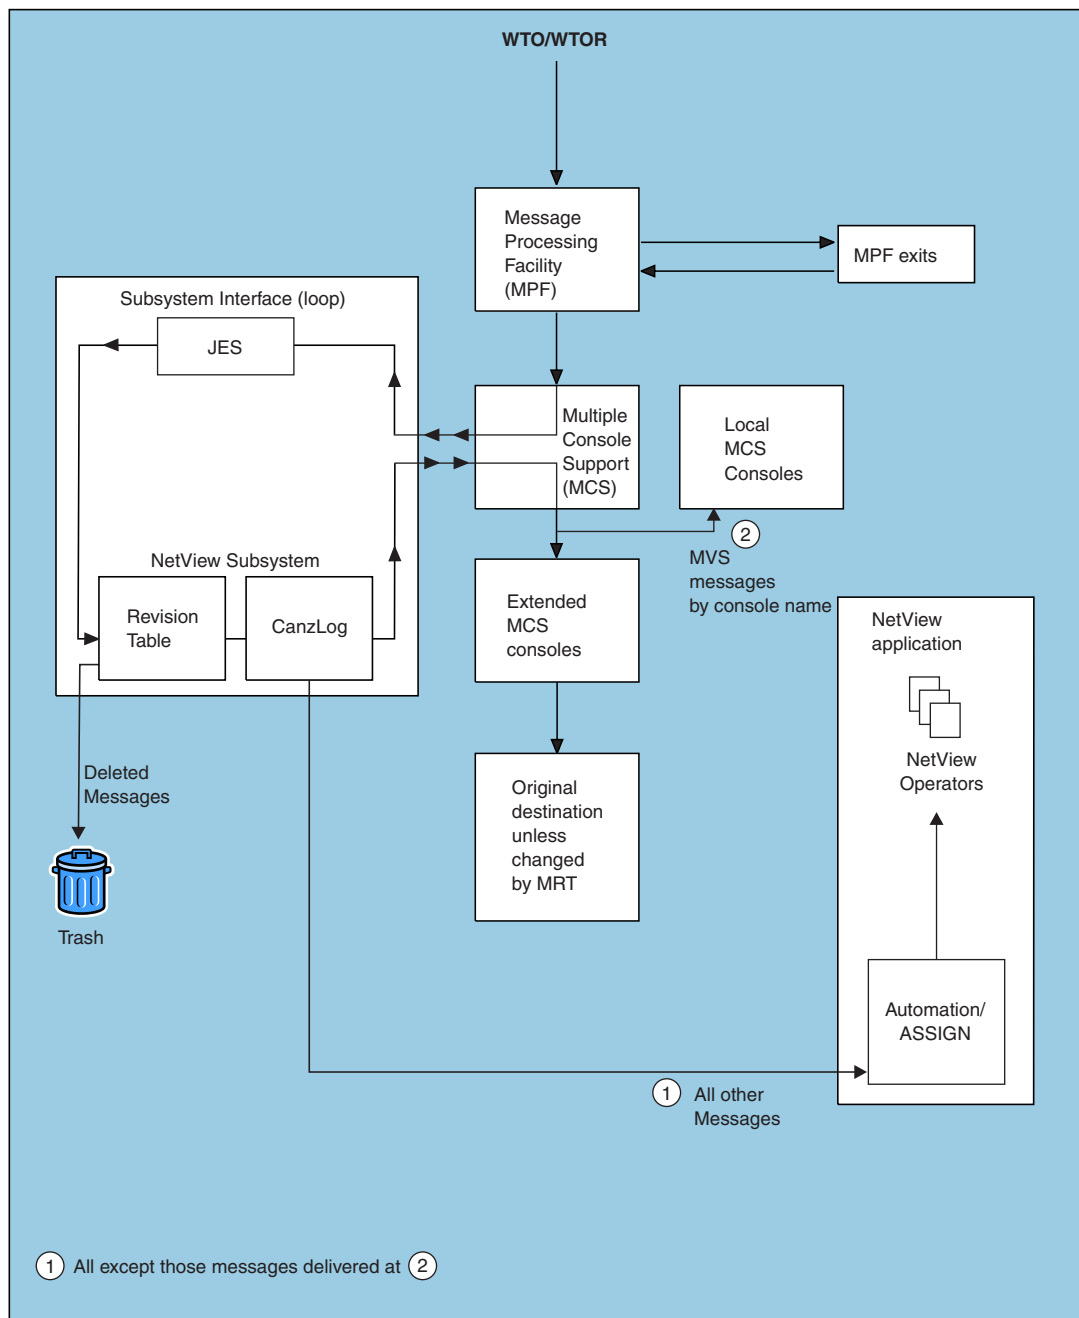 WTO/WTOR
Message
Processing
Facility
(MPF)
MPF exits
Subsystem Interface (loop)
JES
Multiple
Console
Support
(MCS)
Local
MCS
Consoles
2
MVS
messages
by console name
NetView Subsystem
Revision
Table
CanzLog
Extended
MCS
consoles
NetView
application
NetView
Operators
Deleted
Messages
Trash
Original
destination
unless
changed
by MRT
Automation/
ASSIGN
1 All other
Messages
1 All except those messages delivered at 2